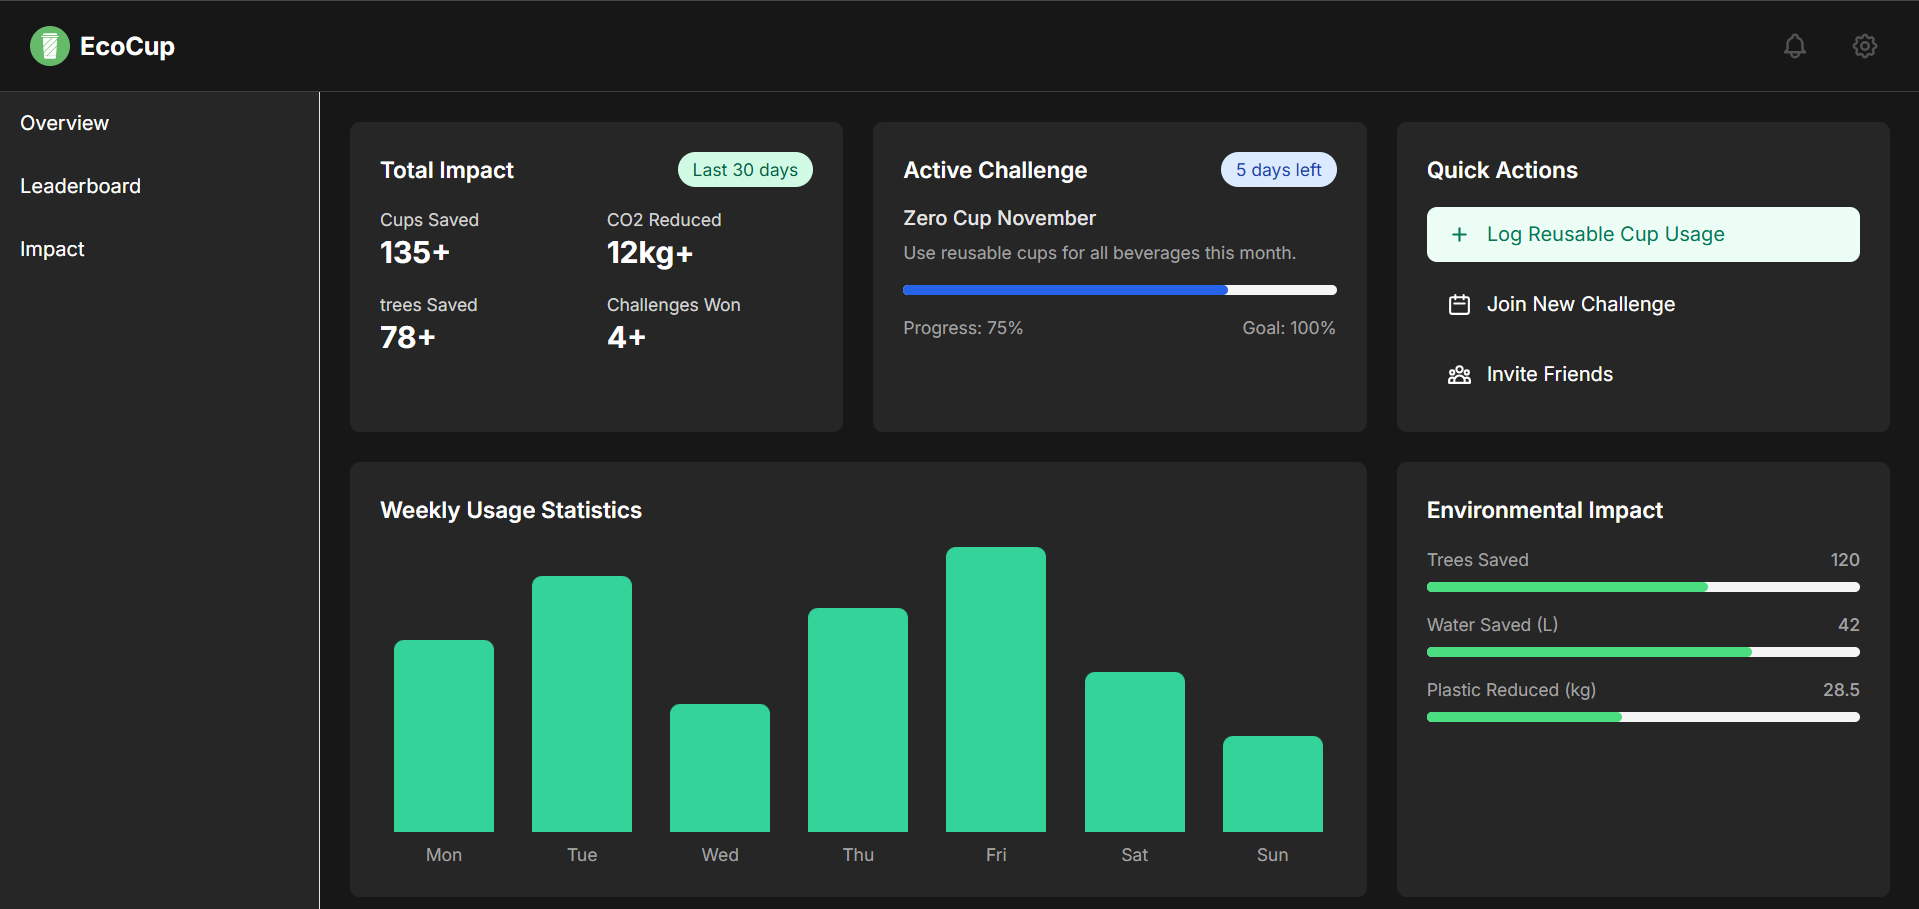 EcoCup
Overview
Leaderboard
Impact
Total Impact
Last 30 days
Cups Saved
135+
CO2 Reduced
12kg+
trees Saved
78+
Challenges Won
4+
Active Challenge
5 days left
Zero Cup November
Use reusable cups for all beverages this month.
Progress: 75%
Goal: 100%
Quick Actions
Log Reusable Cup Usage
Join New Challenge
Invite Friends
Weekly Usage Statistics
Mon Tue Wed Thu Fri Sat Sun
Environmental Impact
Trees Saved 120
Water Saved (L) 42
Plastic Reduced (kg) 28.5